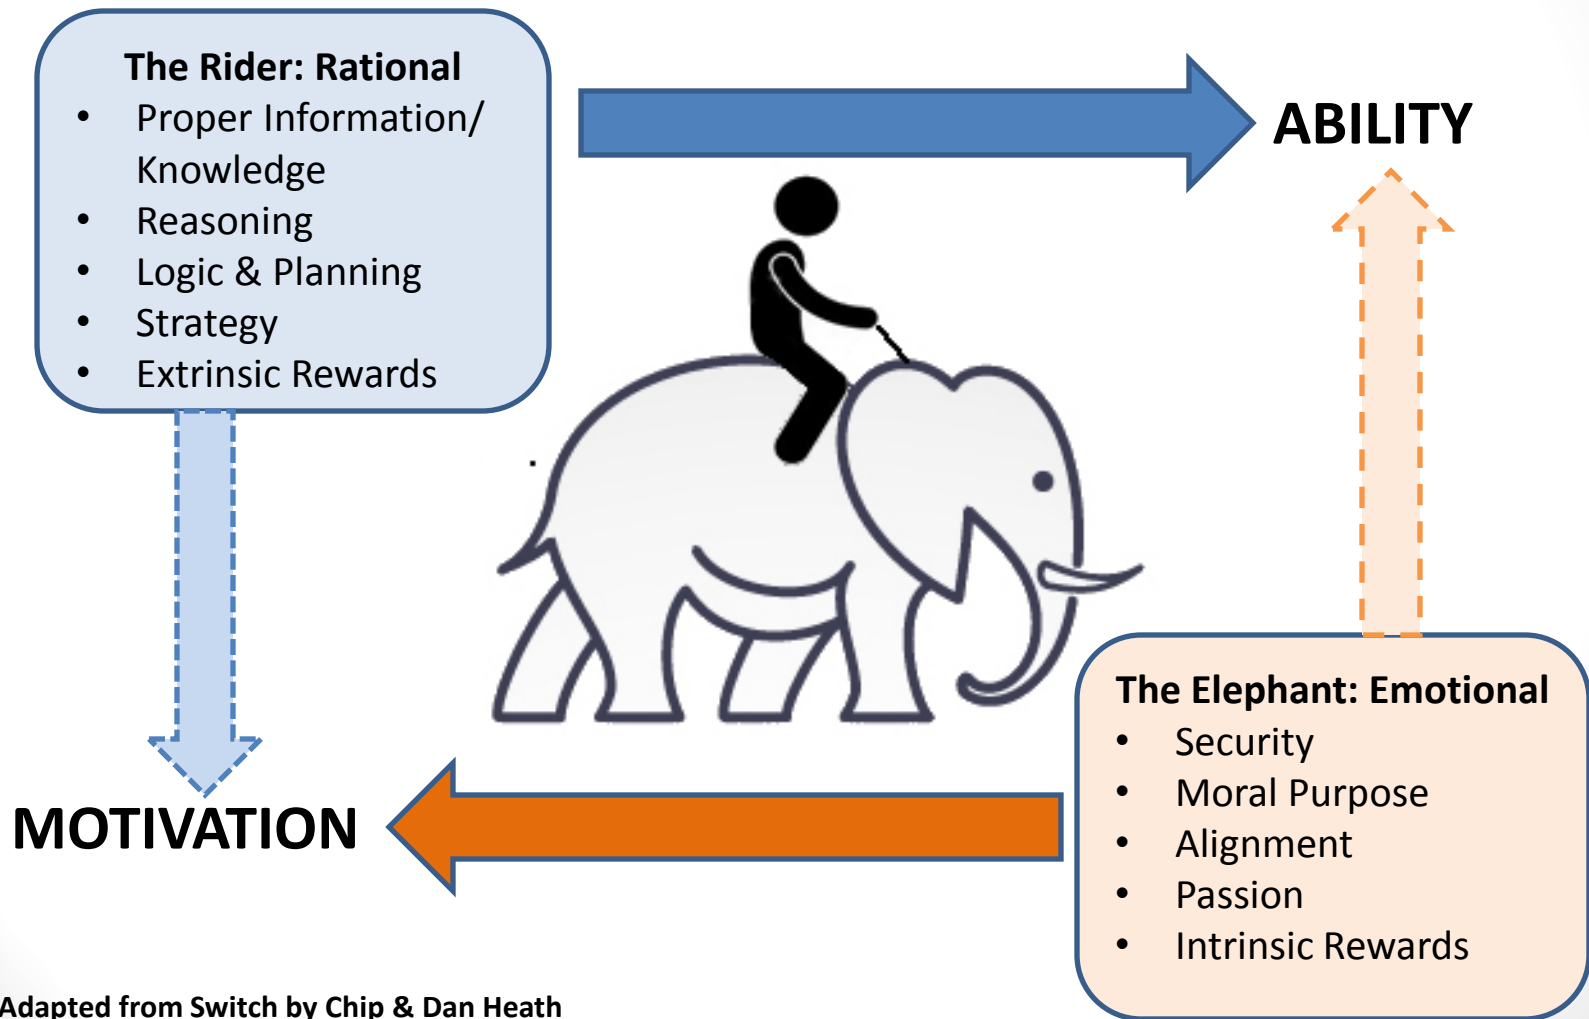 The Rider: Rational
• Proper Information/
Knowledge
• Reasoning
• Logic & Planning
• Strategy
• Extrinsic Rewards
ABILITY
MOTIVATION
The Elephant: Emotional
• Security
• Moral Purpose
• Alignment
• Passion
• Intrinsic Rewards
Adapted from Switch by Chip & Dan Heath